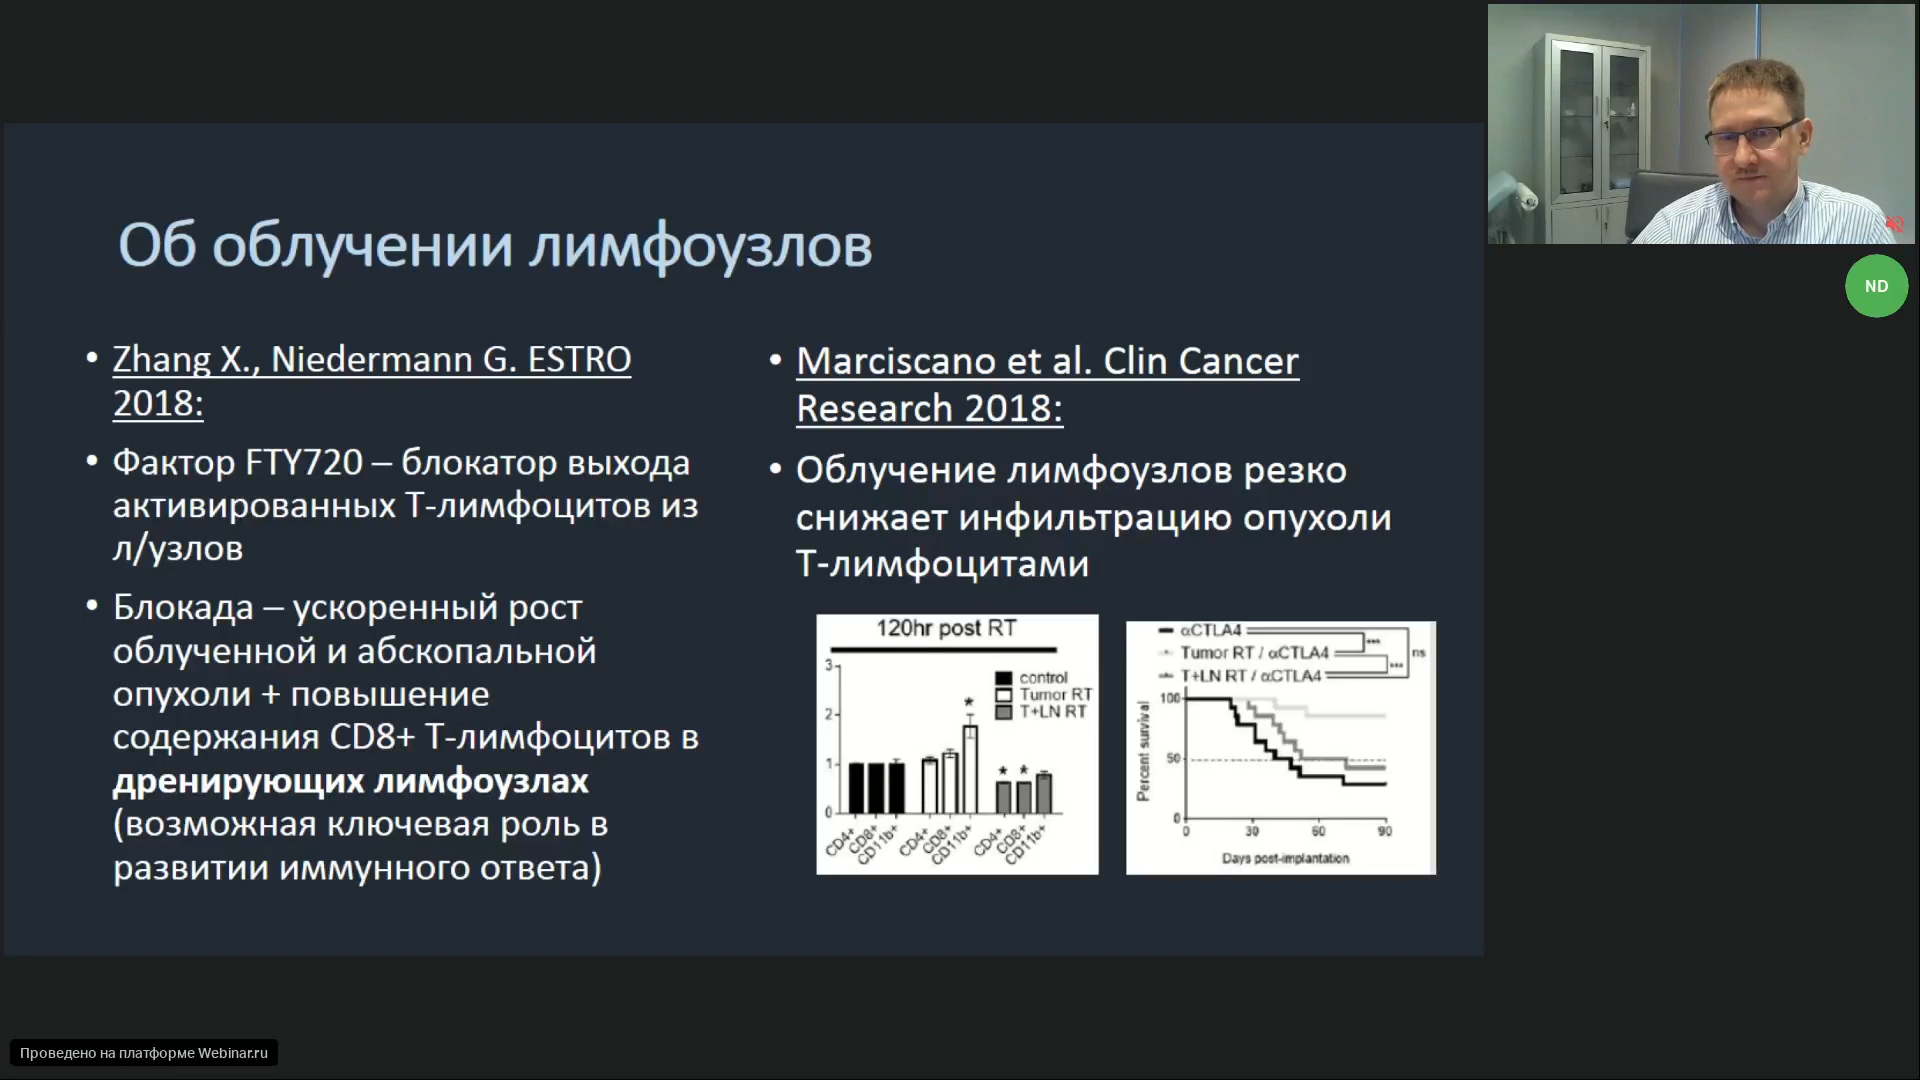 Об облучении лимфоузлов
• Zhang X., Niedermann G. ESTRO
2018:
• Фактор FTY720 – блокатор выхода
активированных Т-лимфоцитов из
л/узлов
• Блокада – ускоренный рост
облученной и абскопальной
опухоли + повышение
содержания CD8+ Т-лимфоцитов в
дренирующих лимфоузлах
(возможная ключевая роль в
развитии иммунного ответа)
• Marciscano et al. Clin Cancer
Research 2018:
• Облучение лимфоузлов резко
снижает инфильтрацию опухоли
Т-лимфоцитами
120hr post RT
3
2
1
0
control
Tumor RT
T+LN RT
*
* *
CD4+ CD8+ CD11b+ CD4+ CD8+ CD11b+ CD4+ CD8+ CD11b+
αCTLA4
Tumor RT / αCTLA4
T+LN RT / αCTLA4
***
***
ns
Percent survival
100
50
0
0 30 60 90
Days post-implantation
ND
Проведено на платформе Webinar.ru